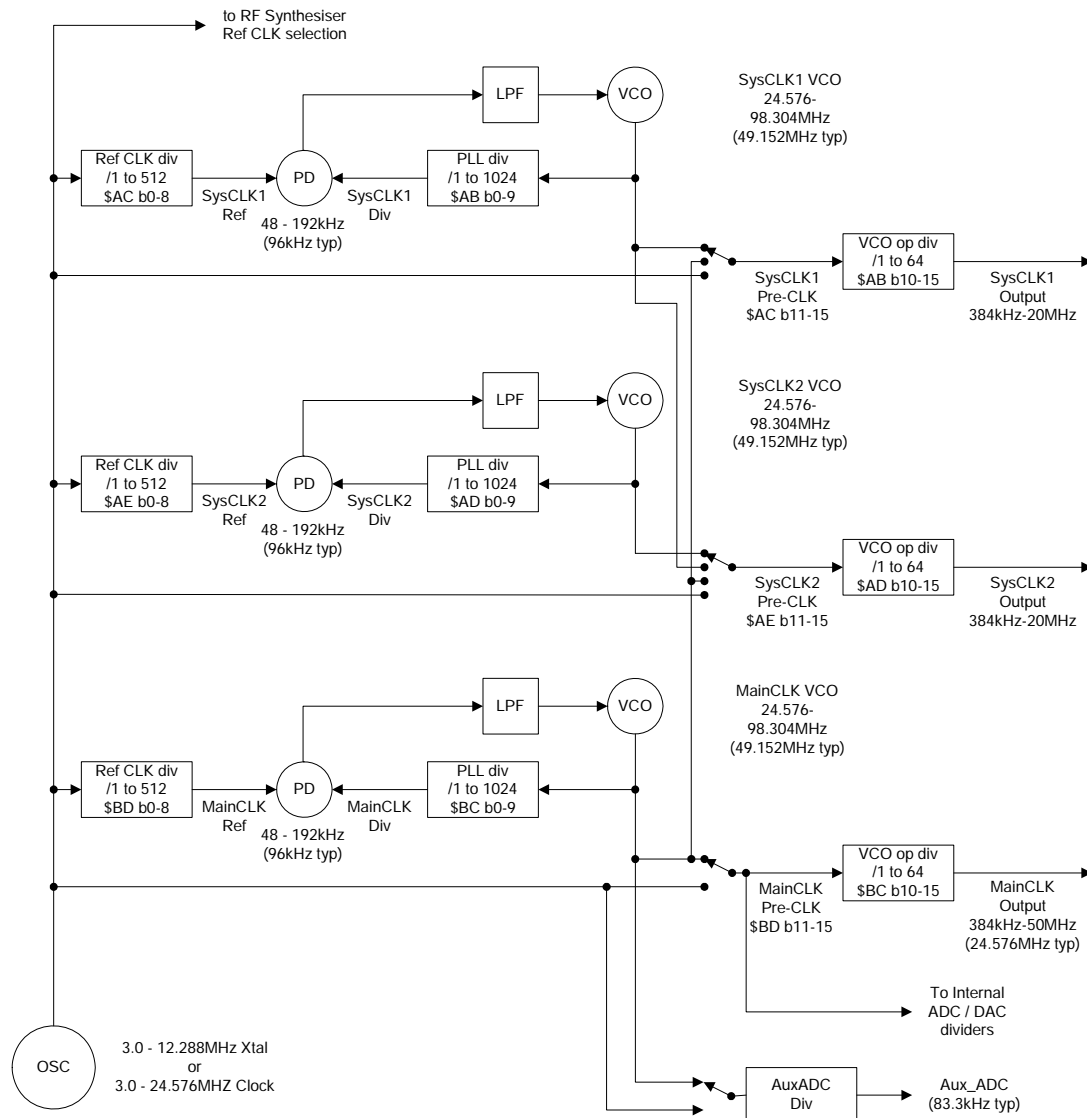 to RF Synthesiser
Ref CLK selection
LPF
VCO
SysCLK1 VCO
24.576-
98.304MHz
(49.152MHz typ)
Ref CLK div
/1 to 512
$AC b0-8
SysCLK1
Ref
PD
48 - 192kHz
(96kHz typ)
SysCLK1
Div
PLL div
/1 to 1024
$AB b0-9
SysCLK1
Pre-CLK
$AC b11-15
VCO op div
/1 to 64
$AB b10-15
SysCLK1
Output
384kHz-20MHz
LPF
VCO
SysCLK2 VCO
24.576-
98.304MHz
(49.152MHz typ)
Ref CLK div
/1 to 512
$AE b0-8
SysCLK2
Ref
PD
48 - 192kHz
(96kHz typ)
SysCLK2
Div
PLL div
/1 to 1024
$AD b0-9
SysCLK2
Pre-CLK
$AE b11-15
VCO op div
/1 to 64
$AD b10-15
SysCLK2
Output
384kHz-20MHz
LPF
VCO
MainCLK VCO
24.576-
98.304MHz
(49.152MHz typ)
Ref CLK div
/1 to 512
$BD b0-8
MainCLK
Ref
PD
48 - 192kHz
(96kHz typ)
MainCLK
Div
PLL div
/1 to 1024
$BC b0-9
MainCLK
Pre-CLK
$BD b11-15
VCO op div
/1 to 64
$BC b10-15
MainCLK
Output
384kHz-50MHz
(24.576MHz typ)
To Internal
ADC / DAC
dividers
OSC
3.0 - 12.288MHz Xtal
or
3.0 - 24.576MHZ Clock
AuxADC
Div
Aux_ADC
(83.3kHz typ)